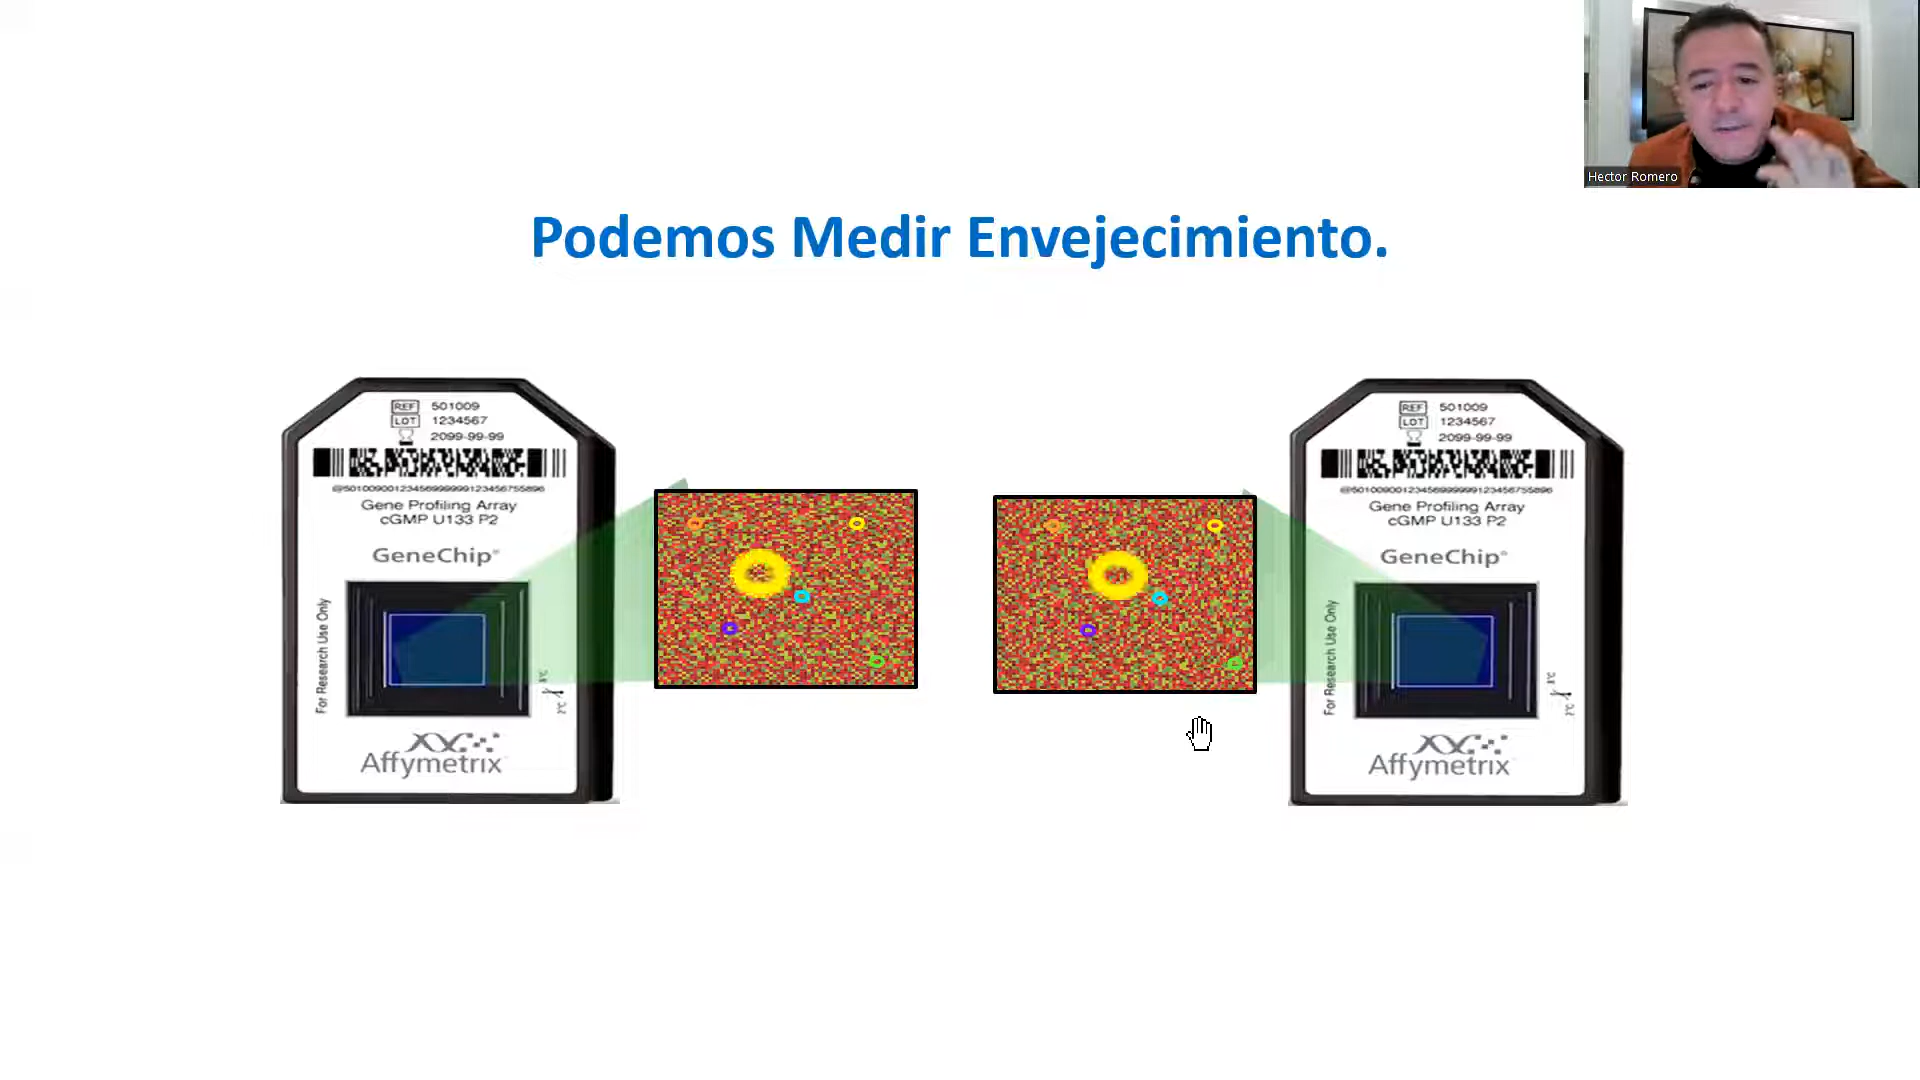 Hector Romero
Podemos Medir Envejecimiento.
REF 501009
LOT 1234567
2099-99-99
Gene Profiling Array
cGMP U133 P2
GeneChip®
For Research Use Only
Affymetrix
REF 501009
LOT 1234567
2099-99-99
Gene Profiling Array
cGMP U133 P2
GeneChip®
For Research Use Only
Affymetrix